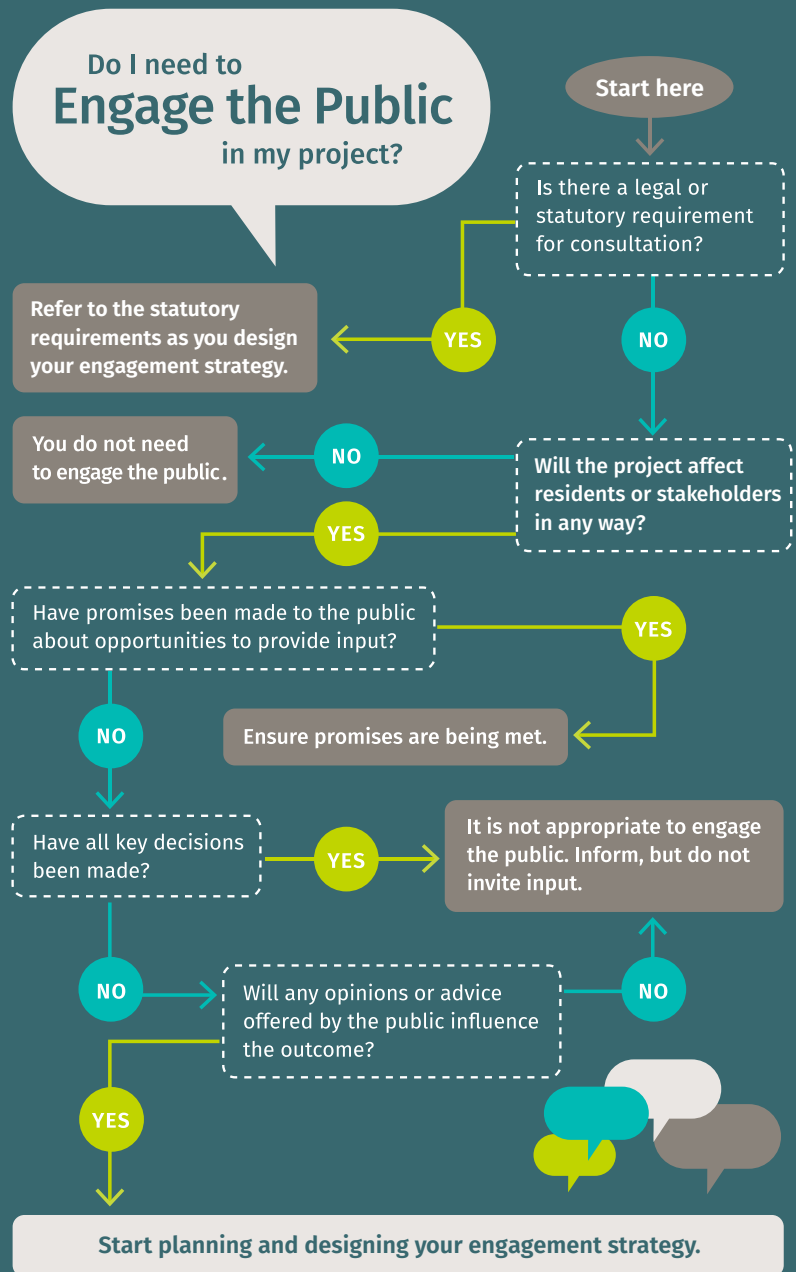 Do I need to
Engage the Public
in my project?
Start here
Is there a legal or
statutory requirement
for consultation?
YES
NO
Refer to the statutory
requirements as you design
your engagement strategy.
Will the project affect
residents or stakeholders
in any way?
NO
You do not need
to engage the public.
YES
Have promises been made to the public
about opportunities to provide input?
YES
Ensure promises are being met.
NO
Have all key decisions
been made?
YES
It is not appropriate to engage
the public. Inform, but do not
invite input.
NO
Will any opinions or advice
offered by the public influence
the outcome?
NO
YES
Start planning and designing your engagement strategy.